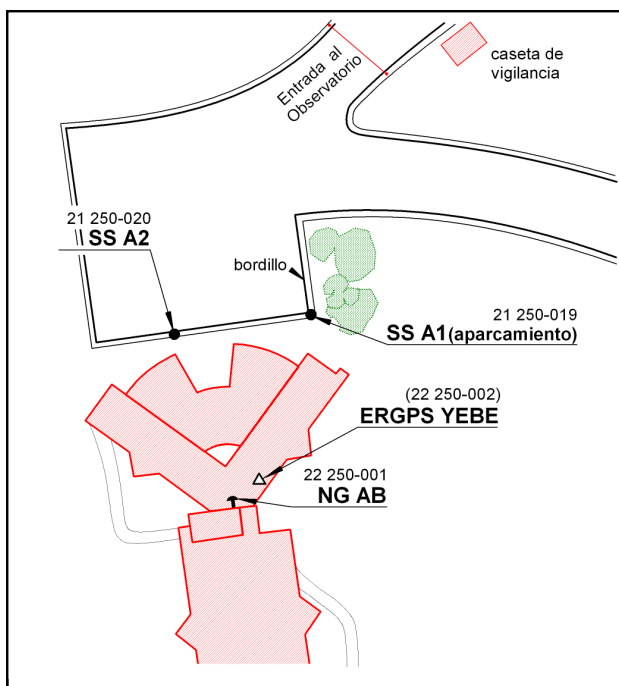 caseta de
vigilancia
Entrada al
Observatorio
21 250-020
SS A2
bordillo
21 250-019
SS A1(aparcamiento)
(22 250-002)
ERGPS YEBE
22 250-001
NG AB